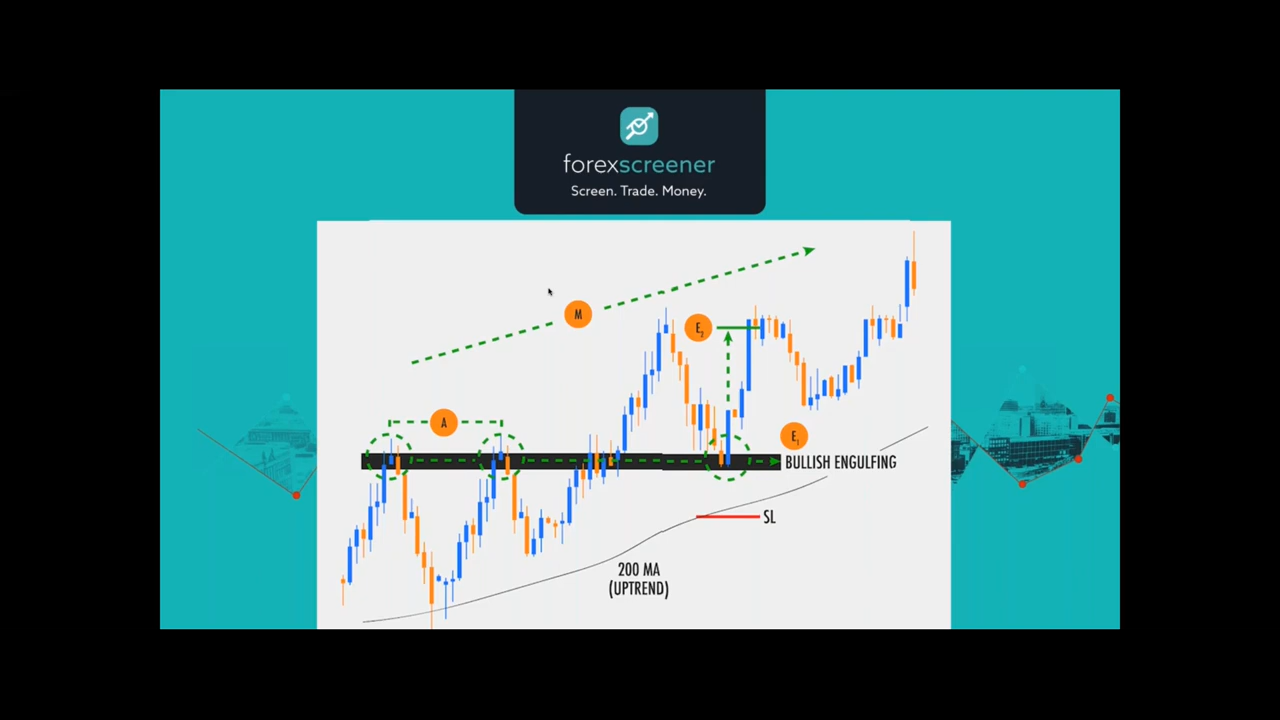 forexscreener
Screen. Trade. Money.
M
E2
A
E1
BULLISH ENGULFING
SL
200 MA
(UPTREND)